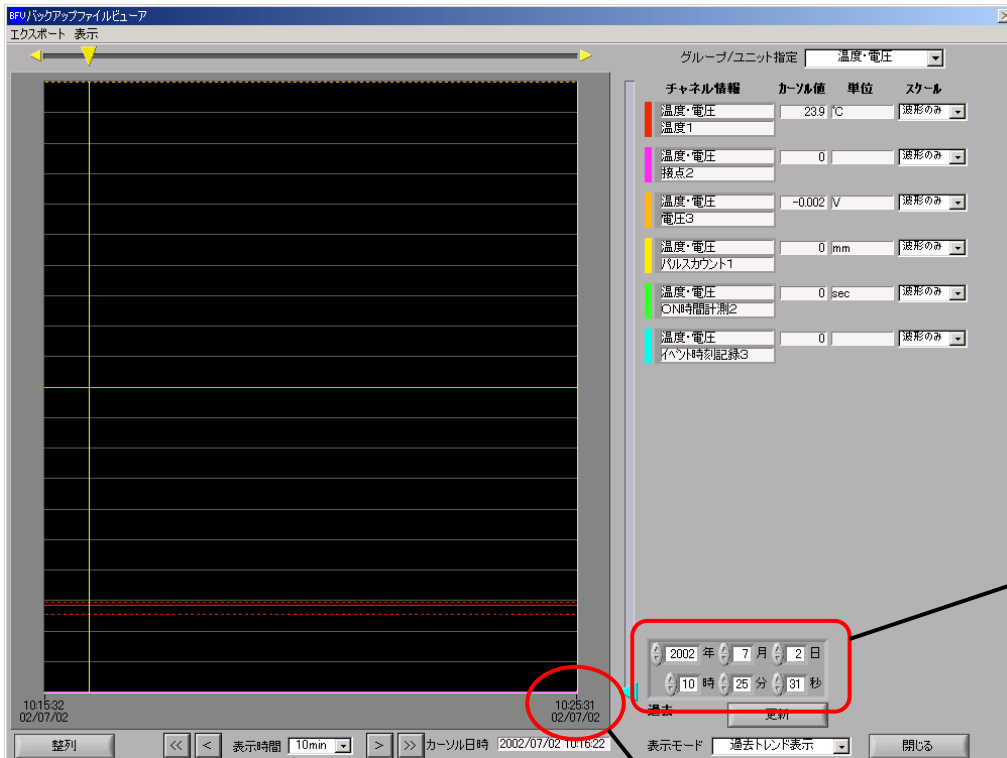 BFVバックアップファイルビューア
エクスポート 表示
グループ/ユニット指定 温度・電圧
チャネル情報 カーソル値 単位 スケール
温度・電圧 23.9 ℃ 波形のみ
温度1
温度・電圧 0 波形のみ
接点2
温度・電圧 -0.002 V 波形のみ
電圧3
温度・電圧 0 mm 波形のみ
パルスカウント1
温度・電圧 0 sec 波形のみ
ON時間計測2
温度・電圧 0 波形のみ
イベント時刻記録3
2002 年 7 月 2 日
10 時 25 分 31 秒
10:15:32 10:25:31 過去 更新
02/07/02 02/07/02
整列 << < 表示時間 10min > >> カーソル日時 2002/07/02 10:16:22 表示モード 過去トレンド表示 閉じる